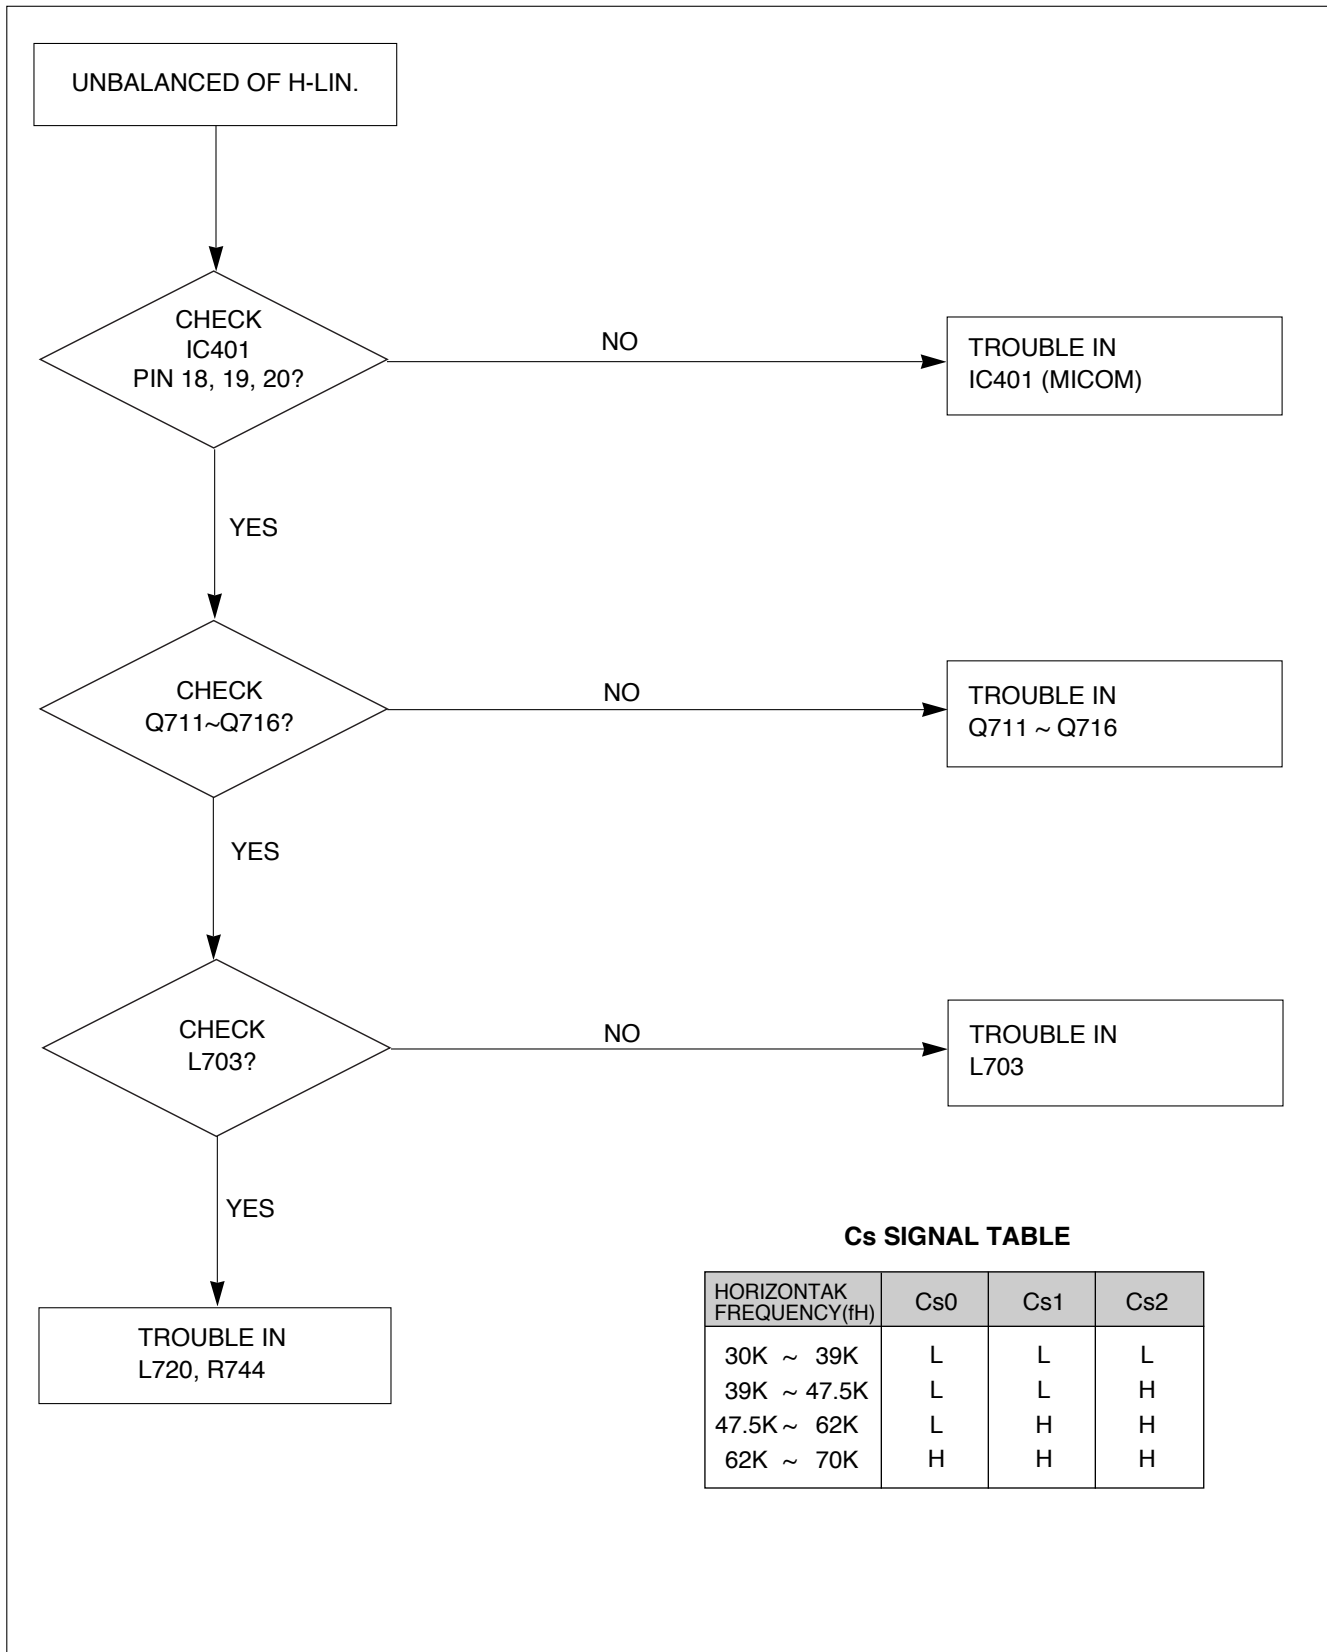 UNBALANCED OF H-LIN.
CHECK
IC401
PIN 18, 19, 20?
NO
TROUBLE IN
IC401 (MICOM)
YES
CHECK
Q711~Q716?
NO
TROUBLE IN
Q711 ~ Q716
YES
CHECK
L703?
NO
TROUBLE IN
L703
YES
TROUBLE IN
L720, R744
Cs SIGNAL TABLE
HORIZONTAK
FREQUENCY(fH) Cs0 Cs1 Cs2
30K ~ 39K L L L
39K ~ 47.5K L L H
47.5K ~ 62K L H H
62K ~ 70K H H H